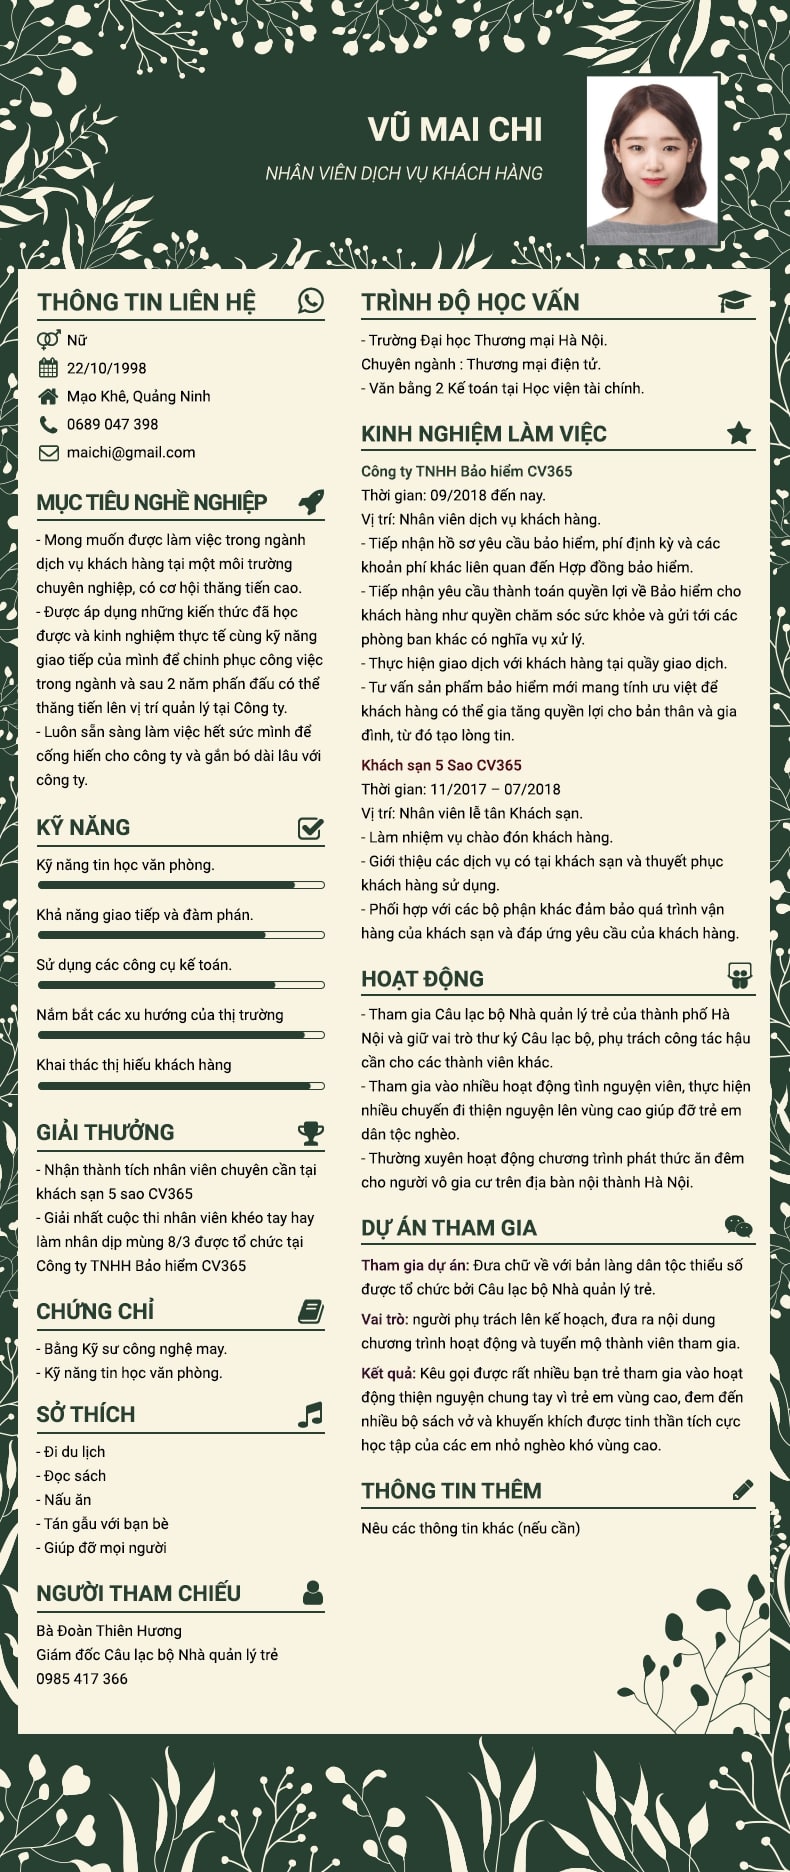 VŨ MAI CHI
NHÂN VIÊN DỊCH VỤ KHÁCH HÀNG
THÔNG TIN LIÊN HỆ
Nữ
22/10/1998
Mạo Khê, Quảng Ninh
0689 047 398
maichi@gmail.com
MỤC TIÊU NGHỀ NGHIỆP
- Mong muốn được làm việc trong ngành
dịch vụ khách hàng tại một môi trường
chuyên nghiệp, có cơ hội thăng tiến cao.
- Được áp dụng những kiến thức đã học
được và kinh nghiệm thực tế cùng kỹ năng
giao tiếp của mình để chinh phục công việc
trong ngành và sau 2 năm phấn đấu có thể
thăng tiến lên vị trí quản lý tại Công ty.
- Luôn sẵn sàng làm việc hết sức mình để
cống hiến cho công ty và gắn bó dài lâu với
công ty.
KỸ NĂNG
Kỹ năng tin học văn phòng.
Khả năng giao tiếp và đàm phán.
Sử dụng các công cụ kế toán.
Nắm bắt các xu hướng của thị trường
Khai thác thị hiếu khách hàng
GIẢI THƯỞNG
- Nhận thành tích nhân viên chuyên cần tại
khách sạn 5 sao CV365
- Giải nhất cuộc thi nhân viên khéo tay hay
làm nhân dịp mùng 8/3 được tổ chức tại
Công ty TNHH Bảo hiểm CV365
CHỨNG CHỈ
- Bằng Kỹ sư công nghệ may.
- Kỹ năng tin học văn phòng.
SỞ THÍCH
- Đi du lịch
- Đọc sách
- Nấu ăn
- Tán gẫu với bạn bè
- Giúp đỡ mọi người
NGƯỜI THAM CHIẾU
Bà Đoàn Thiên Hương
Giám đốc Câu lạc bộ Nhà quản lý trẻ
0985 417 366
TRÌNH ĐỘ HỌC VẤN
- Trường Đại học Thương mại Hà Nội.
Chuyên ngành : Thương mại điện tử.
- Văn bằng 2 Kế toán tại Học viện tài chính.
KINH NGHIỆM LÀM VIỆC
Công ty TNHH Bảo hiểm CV365
Thời gian: 09/2018 đến nay.
Vị trí: Nhân viên dịch vụ khách hàng.
- Tiếp nhận hồ sơ yêu cầu bảo hiểm, phí định kỳ và các
khoản phí khác liên quan đến Hợp đồng bảo hiểm.
- Tiếp nhận yêu cầu thành toán quyền lợi về Bảo hiểm cho
khách hàng như quyền chăm sóc sức khỏe và gửi tới các
phòng ban khác có nghĩa vụ xử lý.
- Thực hiện giao dịch với khách hàng tại quầy giao dịch.
- Tư vấn sản phẩm bảo hiểm mới mang tính ưu việt để
khách hàng có thể gia tăng quyền lợi cho bản thân và gia
đình, từ đó tạo lòng tin.
Khách sạn 5 Sao CV365
Thời gian: 11/2017 – 07/2018
Vị trí: Nhân viên lễ tân Khách sạn.
- Làm nhiệm vụ chào đón khách hàng.
- Giới thiệu các dịch vụ có tại khách sạn và thuyết phục
khách hàng sử dụng.
- Phối hợp với các bộ phận khác đảm bảo quá trình vận
hàng của khách sạn và đáp ứng yêu cầu của khách hàng.
HOẠT ĐỘNG
- Tham gia Câu lạc bộ Nhà quản lý trẻ của thành phố Hà
Nội và giữ vai trò thư ký Câu lạc bộ, phụ trách công tác hậu
cần cho các thành viên khác.
- Tham gia vào nhiều hoạt động tình nguyện viên, thực hiện
nhiều chuyến đi thiện nguyện lên vùng cao giúp đỡ trẻ em
dân tộc nghèo.
- Thường xuyên hoạt động chương trình phát thức ăn đêm
cho người vô gia cư trên địa bàn nội thành Hà Nội.
DỰ ÁN THAM GIA
Tham gia dự án: Đưa chữ về với bản làng dân tộc thiểu số
được tổ chức bởi Câu lạc bộ Nhà quản lý trẻ.
Vai trò: người phụ trách lên kế hoạch, đưa ra nội dung
chương trình hoạt động và tuyển mộ thành viên tham gia.
Kết quả: Kêu gọi được rất nhiều bạn trẻ tham gia vào hoạt
động thiện nguyện chung tay vì trẻ em vùng cao, đem đến
nhiều bộ sách vở và khuyến khích được tinh thần tích cực
học tập của các em nhỏ nghèo khó vùng cao.
THÔNG TIN THÊM
Nêu các thông tin khác (nếu cần)